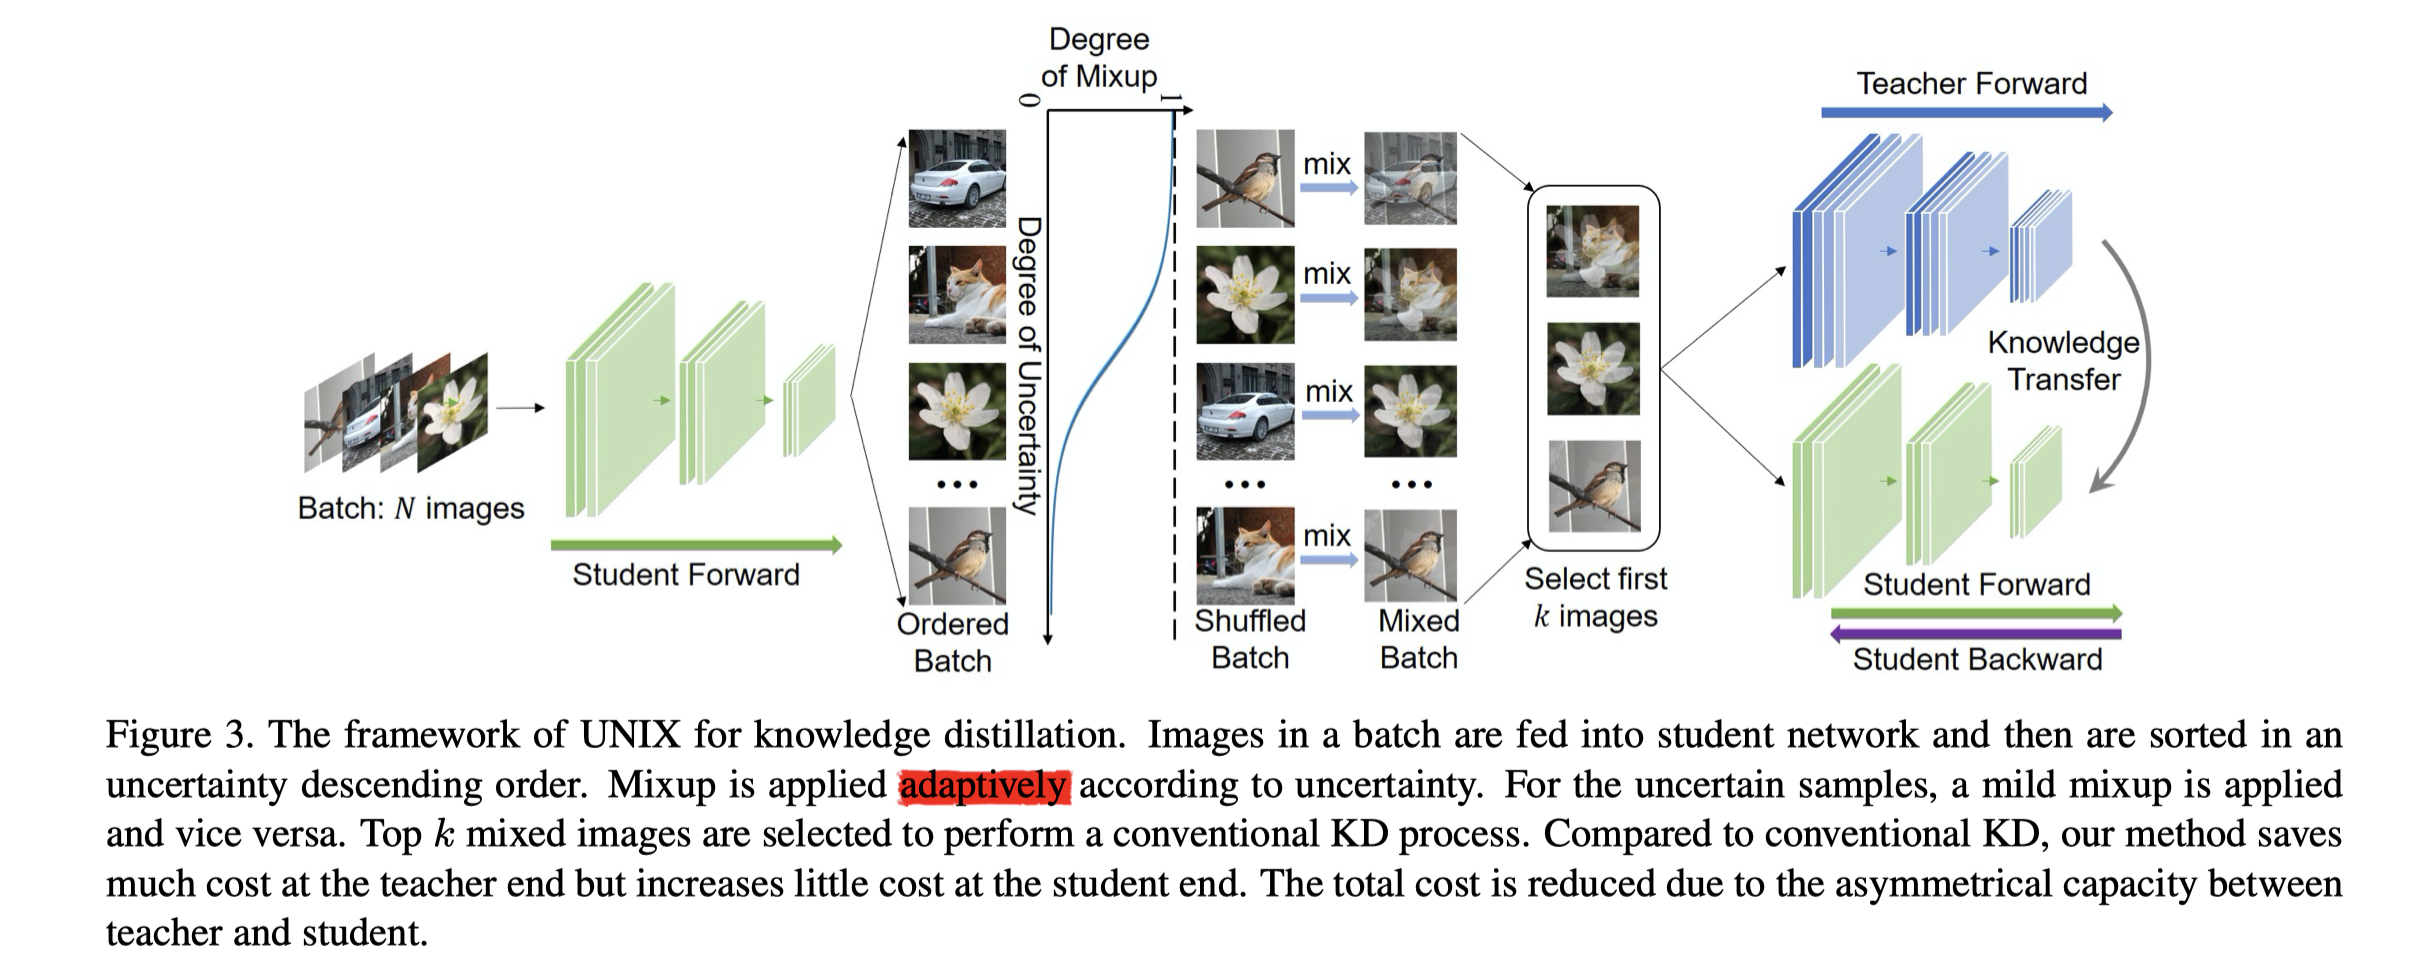 Degree
of Mixup
0
1
Degree of Uncertainty
Batch: N images
Student Forward
Ordered
Batch
mix
mix
mix
mix
Shuffled
Batch
Mixed
Batch
Select first
k images
Teacher Forward
Knowledge
Transfer
Student Forward
Student Backward
Figure 3. The framework of UNIX for knowledge distillation. Images in a batch are fed into student network and then are sorted in an
uncertainty descending order. Mixup is applied adaptively according to uncertainty. For the uncertain samples, a mild mixup is applied
and vice versa. Top k mixed images are selected to perform a conventional KD process. Compared to conventional KD, our method saves
much cost at the teacher end but increases little cost at the student end. The total cost is reduced due to the asymmetrical capacity between
teacher and student.